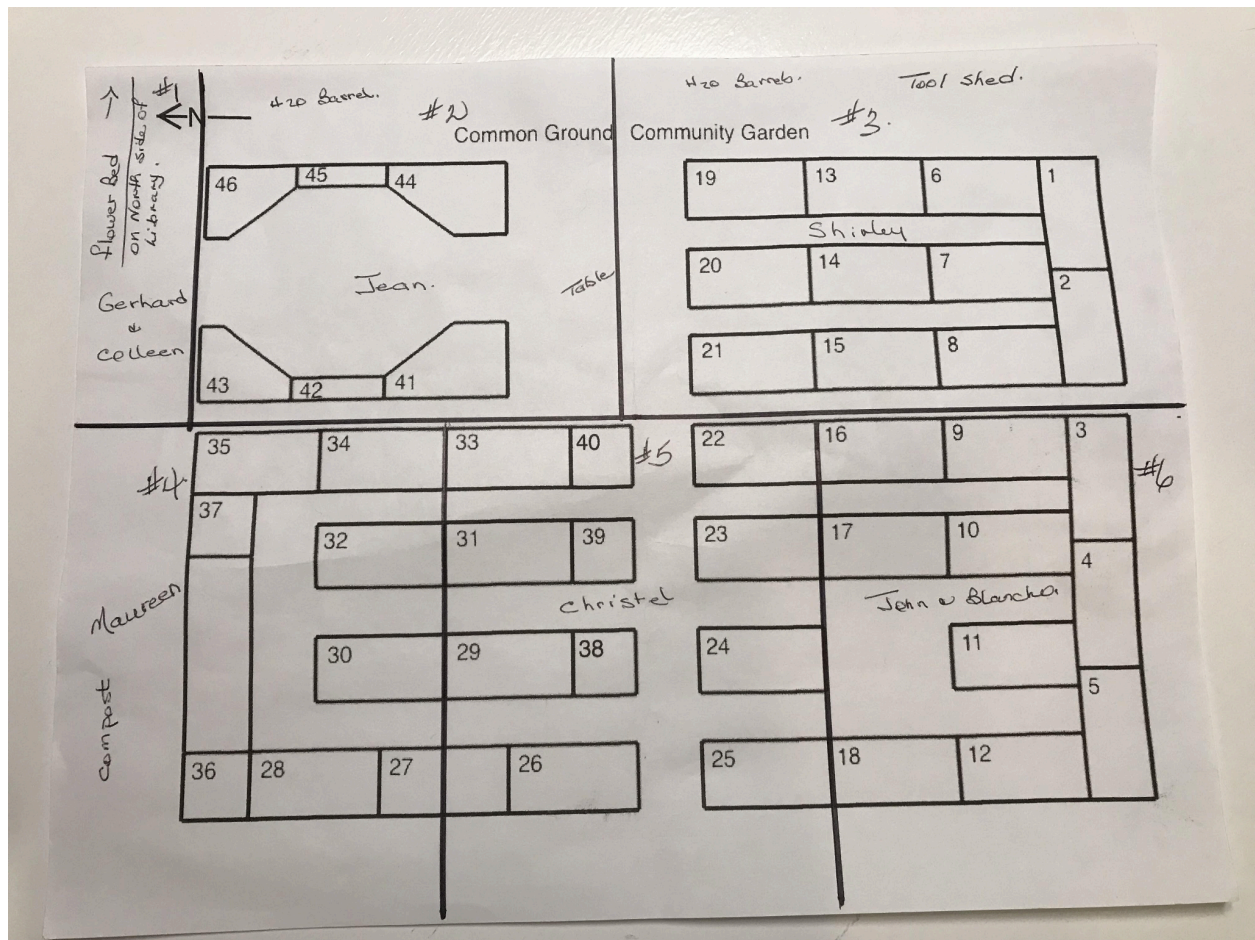 #1
Flower Bed →
on North side of
Library.
Gerhard
&
Colleen
N
H20 Barrel.
#2
H20 Barrels.
Tool Shed.
Common Ground Community Garden
#3.
46 45 44
19 13 6 1
Shirley
Jean.
Table
20 14 7 2
43 42 41
21 15 8
35 34 33 40
#5
22 16 9 3
#4
#6
37
32 31 39
23 17 10 4
Maureen
Christel
John &
30 29 38
24 11 5
Compost
36 28 27 26
25 18 12